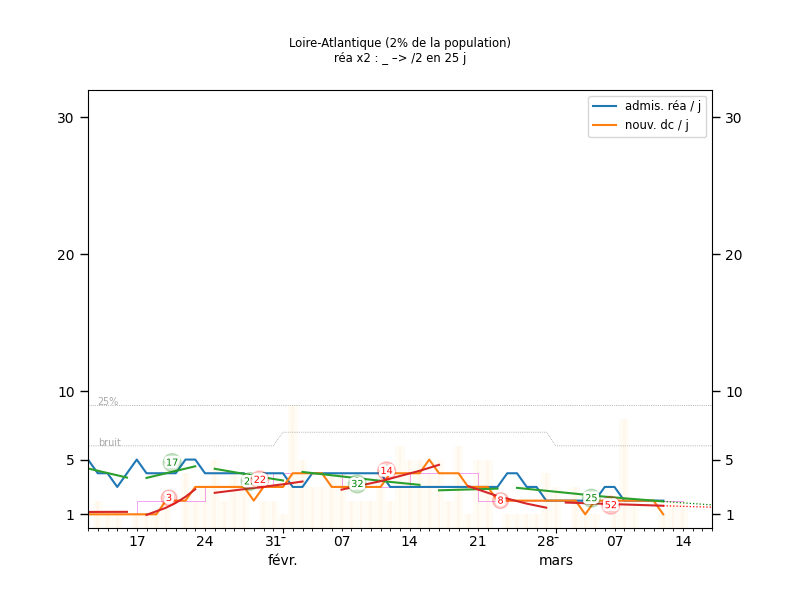 Loire-Atlantique (2% de la population)
réa x2 : _ –> /2 en 25 j
admis. réa / j
nouv. dc / j
30 30
20 20
10 10
25%
bruit
5 5
17 22 32 14 25
3 8 52
1 1
17 24 31 07 14 21 28 07 14
févr. mars